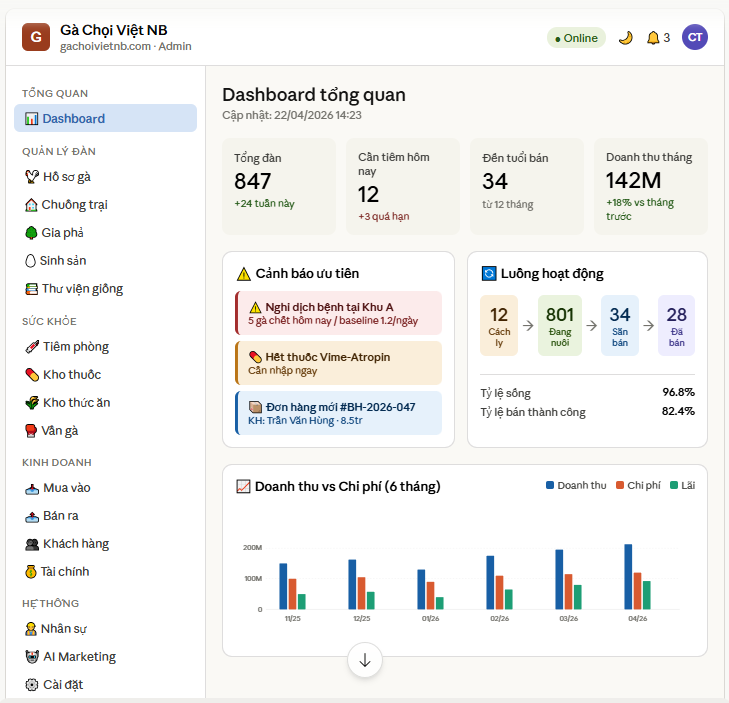 G
Gà Chọi Việt NB
gachoivietnb.com · Admin
Online
3
CT
TỔNG QUAN
Dashboard
QUẢN LÝ ĐÀN
Hồ sơ gà
Chuồng trại
Gia phả
Sinh sản
Thư viện giống
SỨC KHỎE
Tiêm phòng
Kho thuốc
Kho thức ăn
Vần gà
KINH DOANH
Mua vào
Bán ra
Khách hàng
Tài chính
HỆ THỐNG
Nhân sự
AI Marketing
Cài đặt
Dashboard tổng quan
Cập nhật: 22/04/2026 14:23
Tổng đàn
847
+24 tuần này
Cần tiêm hôm
nay
12
+3 quá hạn
Đến tuổi bán
34
từ 12 tháng
Doanh thu tháng
142M
+18% vs tháng
trước
Cảnh báo ưu tiên
Nghi dịch bệnh tại Khu A
5 gà chết hôm nay / baseline 1.2/ngày
Hết thuốc Vime-Atropin
Cần nhập ngay
Đơn hàng mới #BH-2026-047
KH: Trần Văn Hùng · 8.5tr
Luồng hoạt động
12
Cách
ly
801
Đang
nuôi
34
Sẵn
bán
28
Đã
bán
Tỷ lệ sống 96.8%
Tỷ lệ bán thành công 82.4%
Doanh thu vs Chi phí (6 tháng)
Doanh thu Chi phí Lãi
200M
100M
0
11/25 12/25 01/26 02/26 03/26 04/26